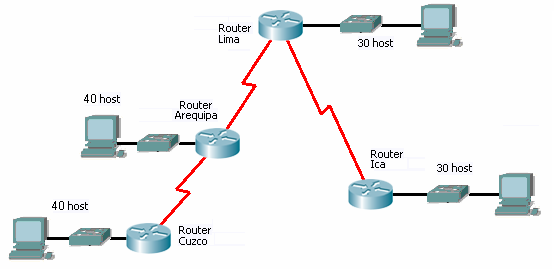 Router
Lima
30 host
40 host
Router
Arequipa
Router
Ica
30 host
40 host
Router
Cuzco